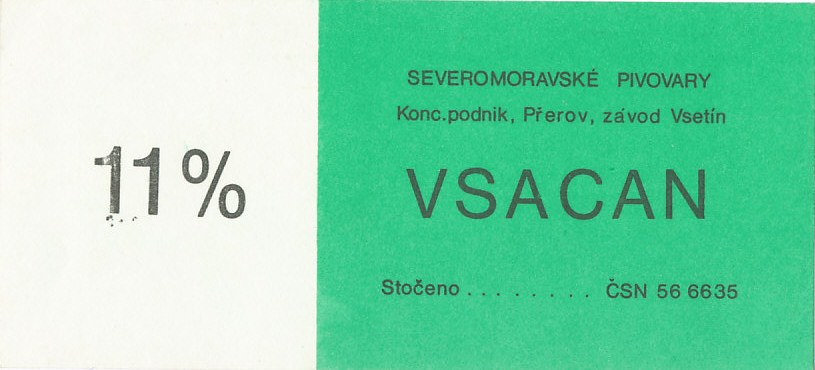 11%
SEVEROMORAVSKÉ PIVOVARY
Konc.podnik, Přerov, závod Vsetín
VSACAN
Stočeno . . . . . . . . ČSN 56 6635